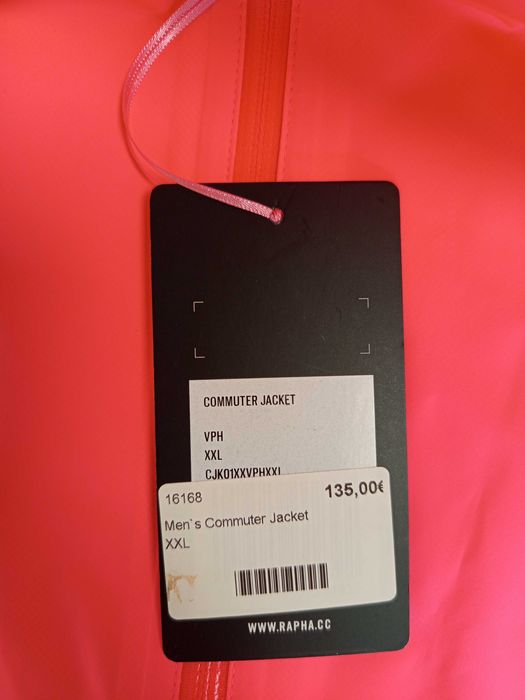 COMMUTER JACKET
VPH
XXL
CJK01XXVPHXXL
16168
135,00€
Men`s Commuter Jacket
XXL
WWW.RAPHA.CC